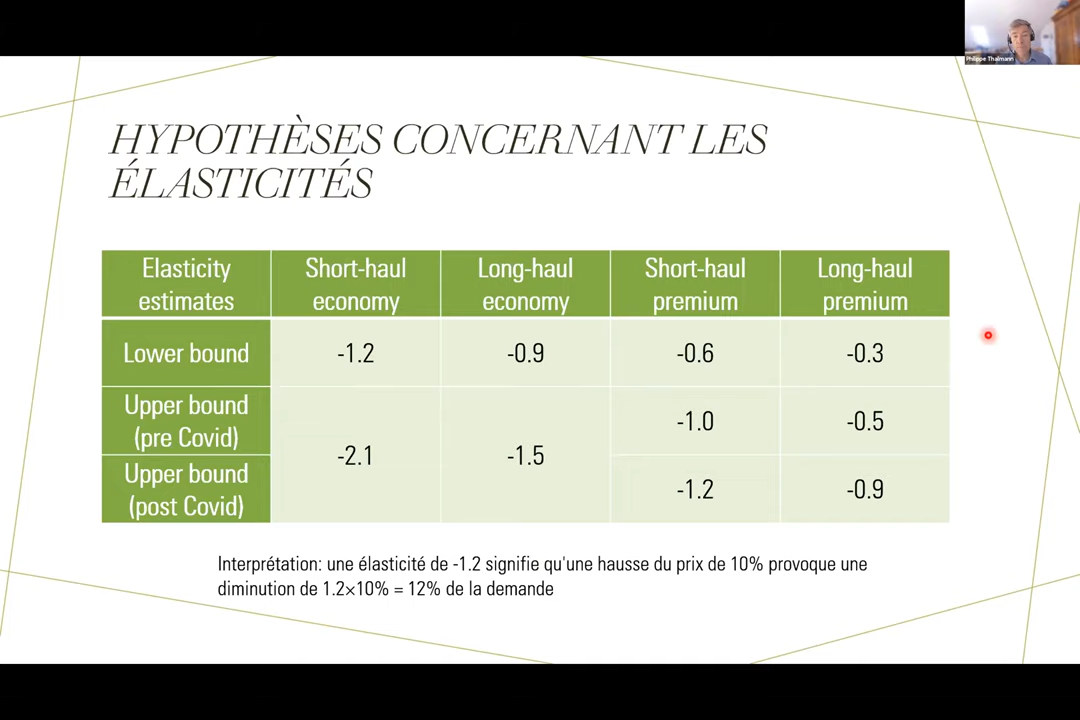 Philippe Thalmann
HYPOTHÈSES CONCERNANT LES
ÉLASTICITÉS
Elasticity
estimates
Short-haul
economy
Long-haul
economy
Short-haul
premium
Long-haul
premium
Lower bound
-1.2
-0.9
-0.6
-0.3
Upper bound
(pre Covid)
-2.1
-1.5
-1.0
-0.5
Upper bound
(post Covid)
-1.2
-0.9
Interprétation: une élasticité de -1.2 signifie qu'une hausse du prix de 10% provoque une
diminution de 1.2×10% = 12% de la demande